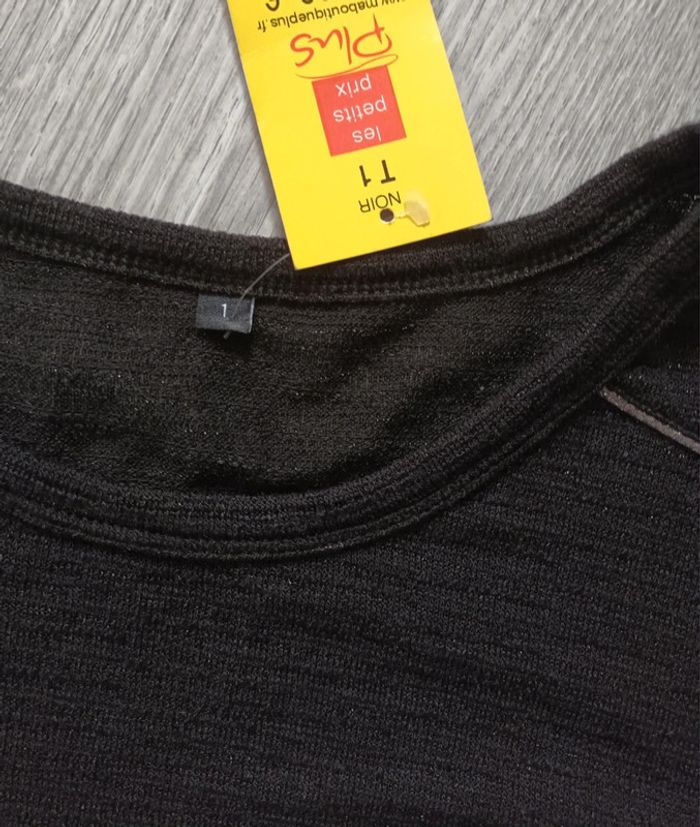 NOIR
T1
les
petits
prix
Plus
www.maboutiqueplus.fr
1